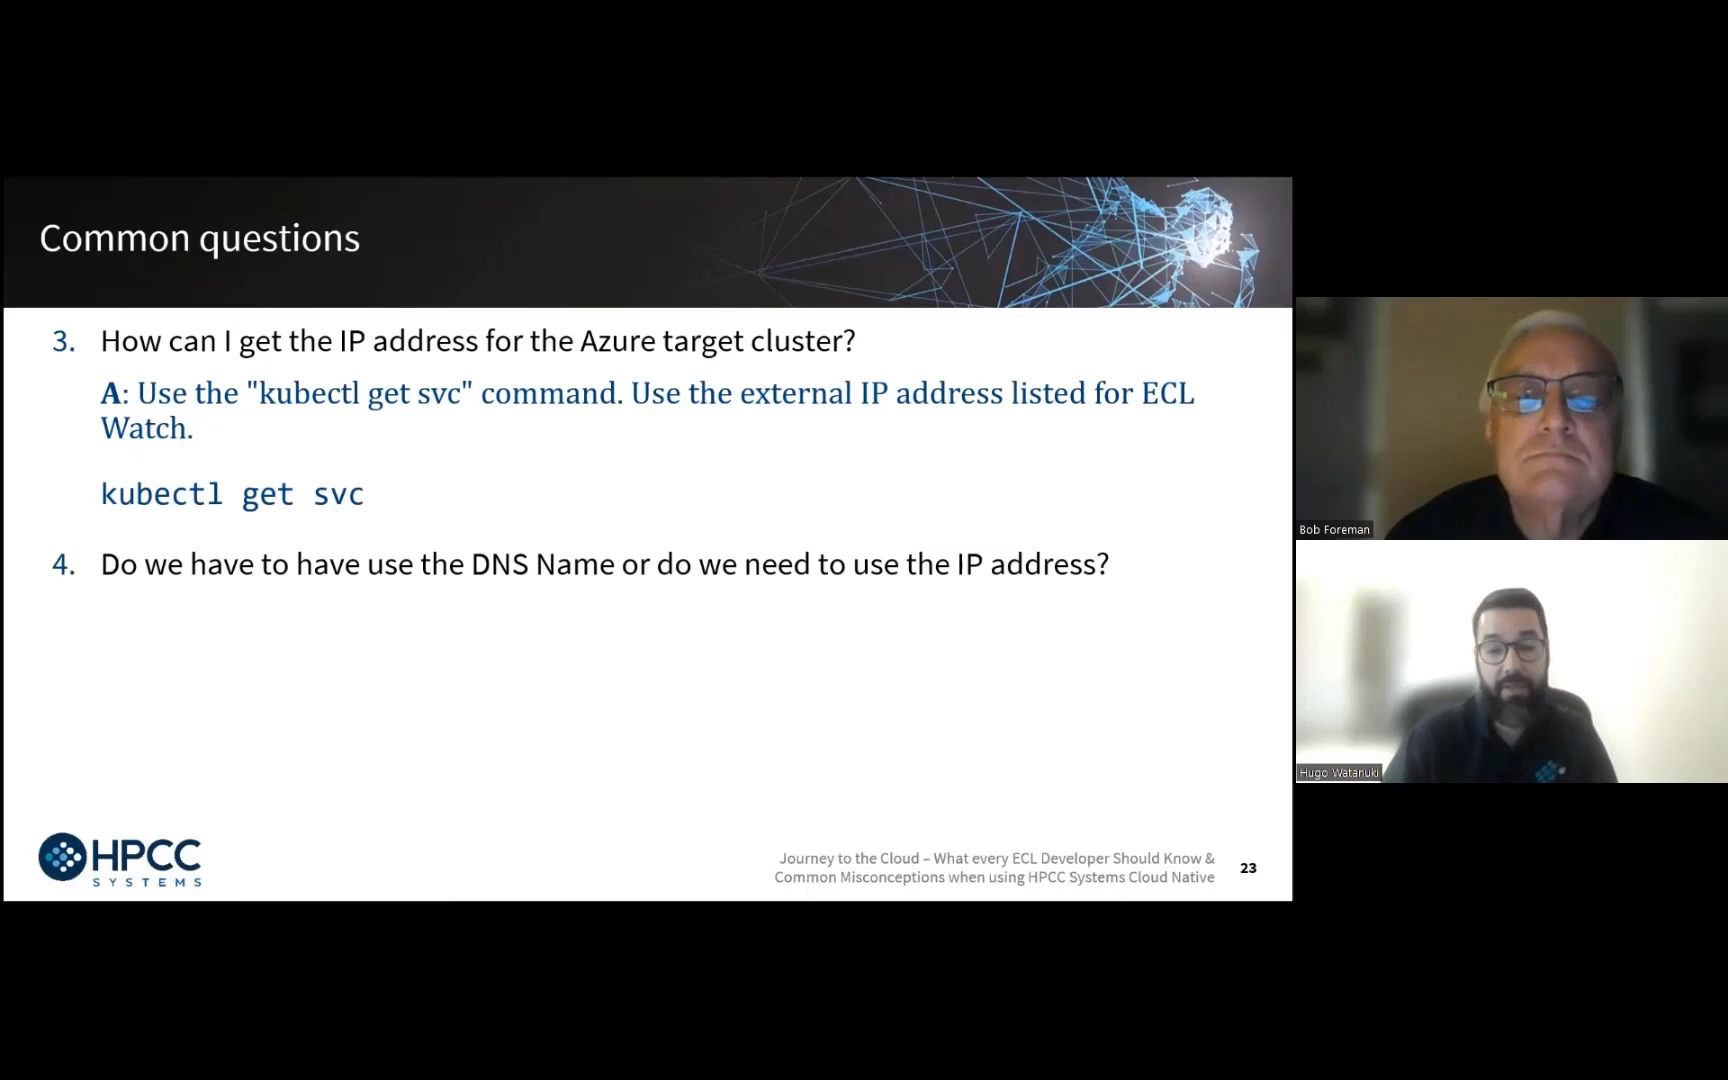 Common questions
3. How can I get the IP address for the Azure target cluster?
A: Use the "kubectl get svc" command. Use the external IP address listed for ECL
Watch.
kubectl get svc
4. Do we have to have use the DNS Name or do we need to use the IP address?
HPCC
SYSTEMS
Journey to the Cloud – What every ECL Developer Should Know &
Common Misconceptions when using HPCC Systems Cloud Native
23
Bob Foreman
Hugo Watanuki